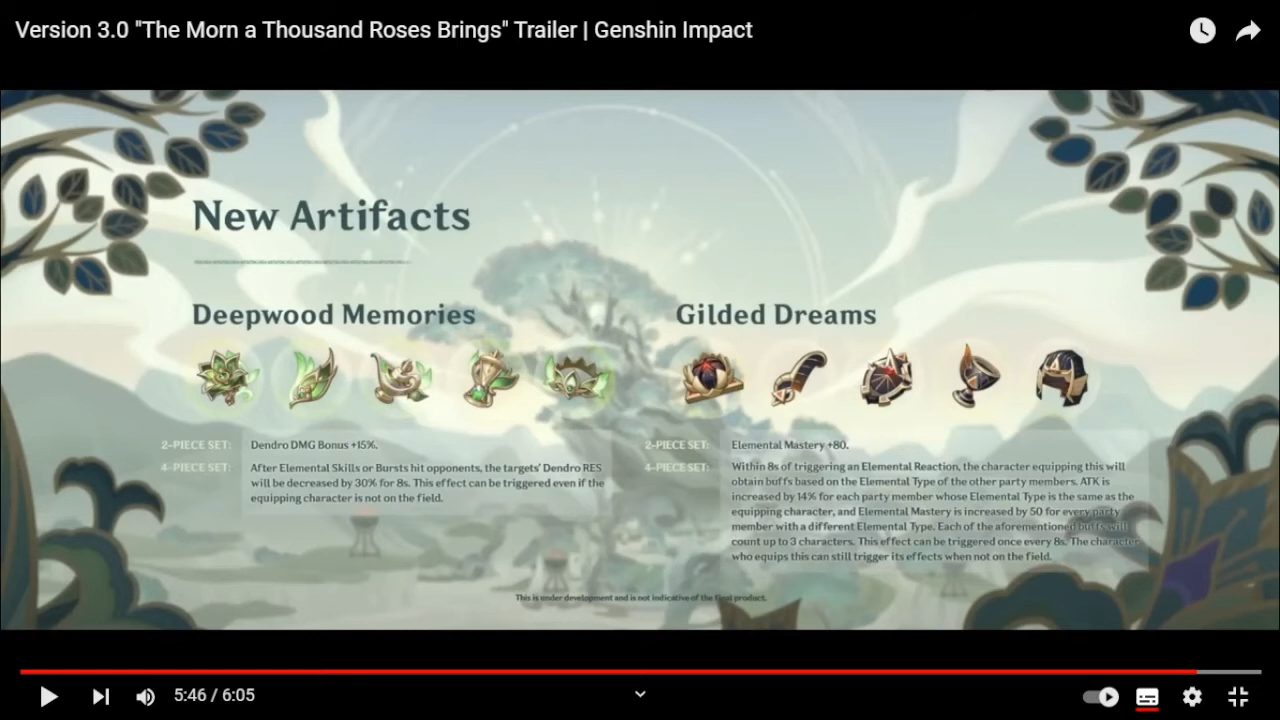 Version 3.0 "The Morn a Thousand Roses Brings" Trailer | Genshin Impact
New Artifacts
Deepwood Memories
2-PIECE SET: Dendro DMG Bonus +15%.
4-PIECE SET: After Elemental Skills or Bursts hit opponents, the targets' Dendro RES
will be decreased by 30% for 8s. This effect can be triggered even if the
equipping character is not on the field.
Gilded Dreams
2-PIECE SET: Elemental Mastery +80.
4-PIECE SET: Within 8s of triggering an Elemental Reaction, the character equipping this will
obtain buffs based on the Elemental Type of the other party members. ATK is
increased by 14% for each party member whose Elemental Type is the same as the
equipping character, and Elemental Mastery is increased by 50 for every party
member with a different Elemental Type. Each of the aforementioned buffs will
count up to 3 characters. This effect can be triggered once every 8s. The character
who equips this can still trigger its effects when not on the field.
This is under development and is not indicative of the final product.
5:46 / 6:05